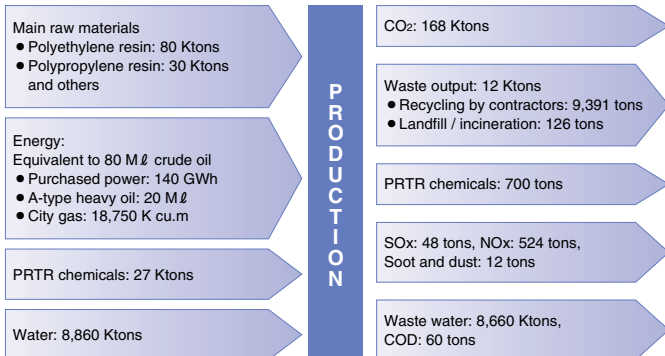 Main raw materials
● Polyethylene resin: 80 Ktons
● Polypropylene resin: 30 Ktons
and others
Energy:
Equivalent to 80 Mℓ crude oil
● Purchased power: 140 GWh
● A-type heavy oil: 20 Mℓ
● City gas: 18,750 K cu.m
PRTR chemicals: 27 Ktons
Water: 8,860 Ktons
PRODUCTION
CO₂: 168 Ktons
Waste output: 12 Ktons
● Recycling by contractors: 9,391 tons
● Landfill / incineration: 126 tons
PRTR chemicals: 700 tons
SOx: 48 tons, NOx: 524 tons,
Soot and dust: 12 tons
Waste water: 8,660 Ktons,
COD: 60 tons